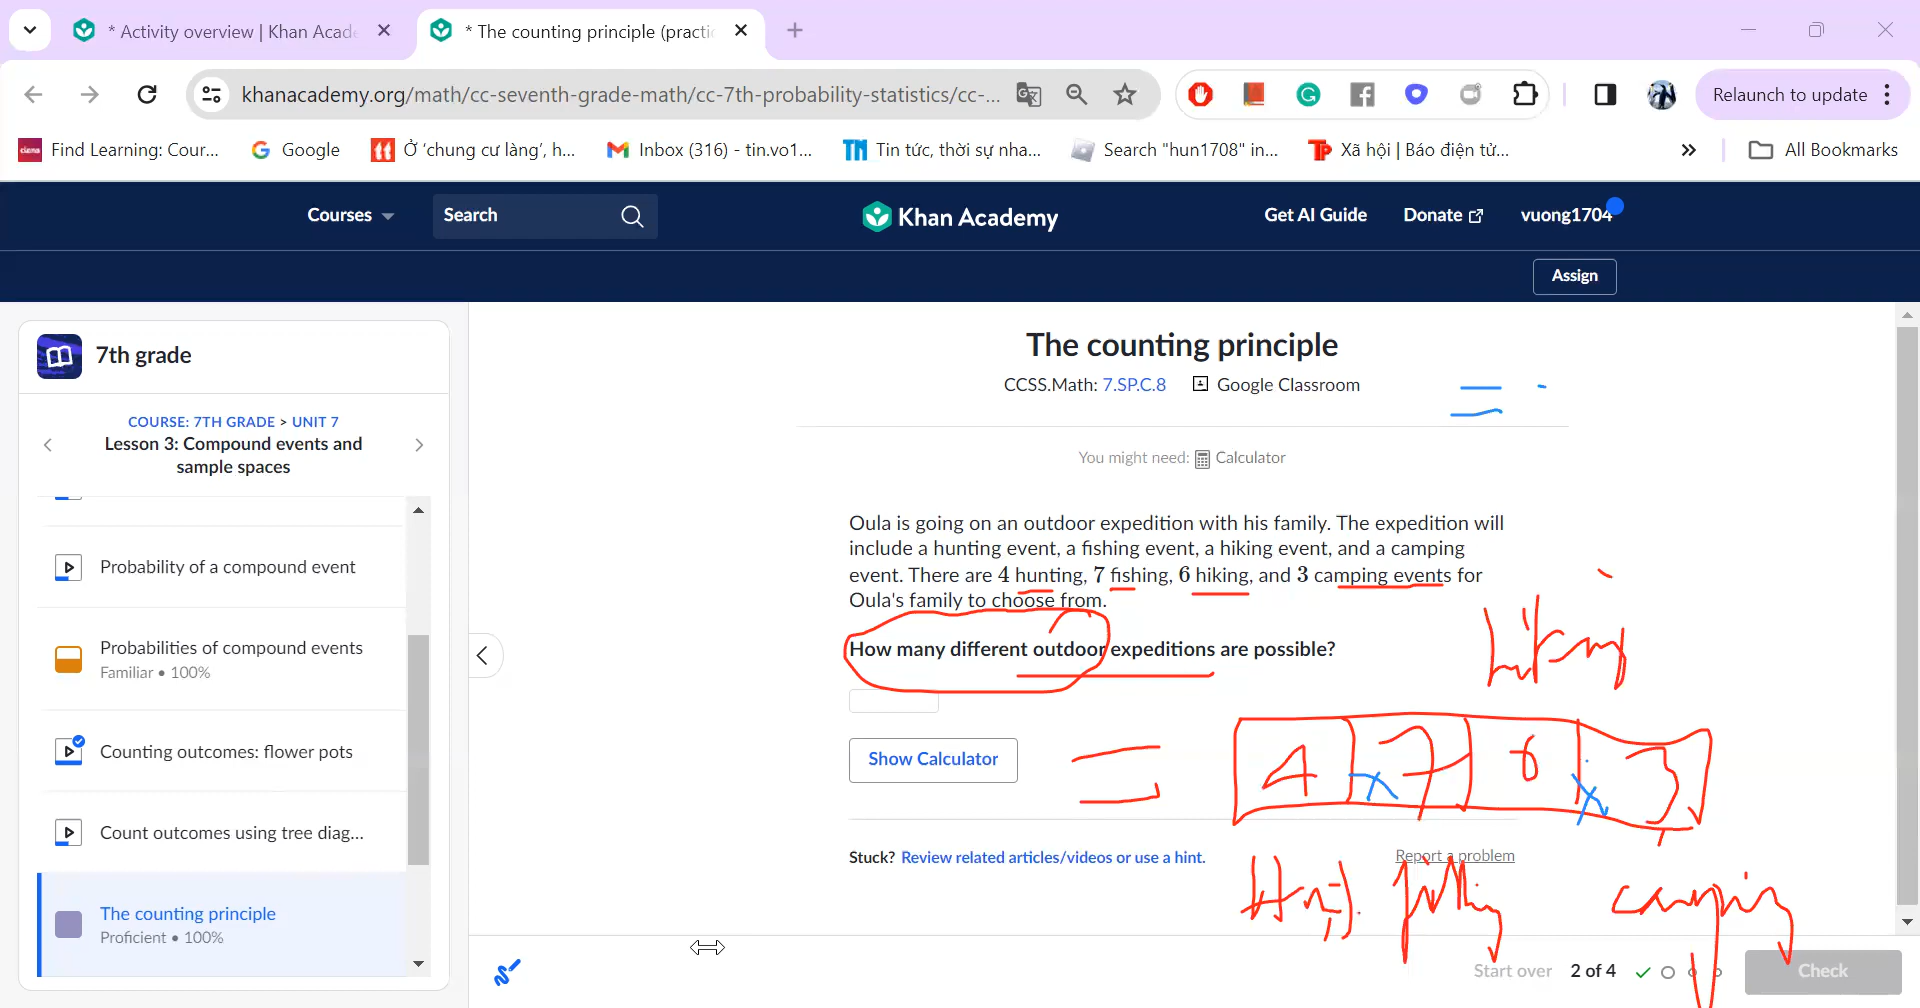 * Activity overview | Khan Acade
* The counting principle (practic
khanacademy.org/math/cc-seventh-grade-math/cc-7th-probability-statistics/cc-...
Relaunch to update
Find Learning: Cour...
Google
Ở ‘chung cư làng’, h...
Inbox (316) - tin.vo1...
Tin tức, thời sự nha...
Search "hun1708" in...
Xã hội | Báo điện tử...
All Bookmarks
Courses
Search
Khan Academy
Get AI Guide
Donate
vuong1704
Assign
7th grade
COURSE: 7TH GRADE > UNIT 7
Lesson 3: Compound events and
sample spaces
Probability of a compound event
Probabilities of compound events
Familiar • 100%
Counting outcomes: flower pots
Count outcomes using tree diag...
The counting principle
Proficient • 100%
The counting principle
CCSS.Math: 7.SP.C.8
Google Classroom
You might need: Calculator
Oula is going on an outdoor expedition with his family. The expedition will
include a hunting event, a fishing event, a hiking event, and a camping
event. There are 4 hunting, 7 fishing, 6 hiking, and 3 camping events for
Oula's family to choose from.
How many different outdoor expeditions are possible?
hiking
Show Calculator
= 4 x 7 6 x 3
Stuck? Review related articles/videos or use a hint.
Report a problem
camping
Start over
2 of 4
Check